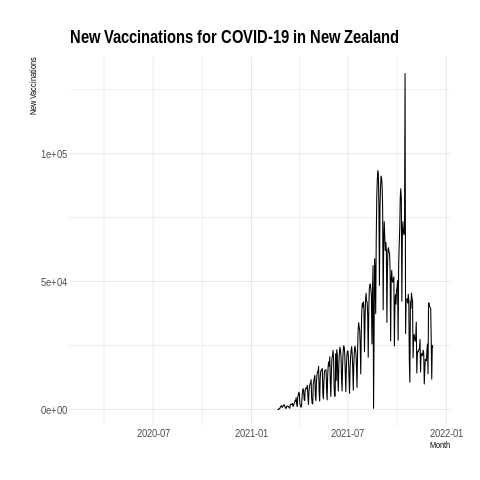 New Vaccinations for COVID-19 in New Zealand
New Vaccinations
1e+05
5e+04
0e+00
2020-07 2021-01 2021-07 2022-01
Month